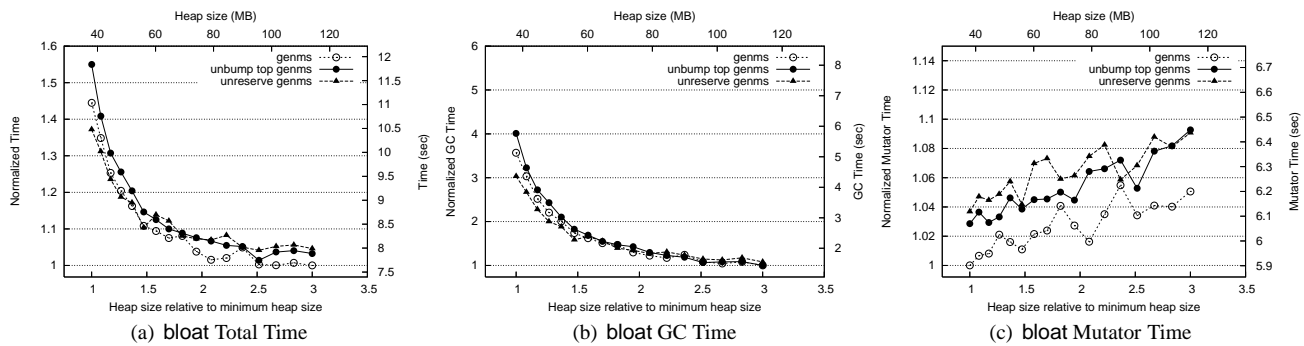 Heap size (MB)
40 60 80 100 120
1.6
1.5
1.4
1.3
1.2
1.1
1
Normalized Time
12
11.5
11
10.5
10
9.5
9
8.5
8
7.5
Time (sec)
genms
unbump top genms
unreserve genms
1 1.5 2 2.5 3 3.5
Heap size relative to minimum heap size
(a) bloat Total Time
Heap size (MB)
40 60 80 100 120
6
5
4
3
2
1
Normalized GC Time
8
7
6
5
4
3
2
GC Time (sec)
genms
unbump top genms
unreserve genms
1 1.5 2 2.5 3 3.5
Heap size relative to minimum heap size
(b) bloat GC Time
Heap size (MB)
40 60 80 100 120
1.14
1.12
1.1
1.08
1.06
1.04
1.02
1
Normalized Mutator Time
6.7
6.6
6.5
6.4
6.3
6.2
6.1
6
5.9
Mutator Time (sec)
genms
unbump top genms
unreserve genms
1 1.5 2 2.5 3 3.5
Heap size relative to minimum heap size
(c) bloat Mutator Time